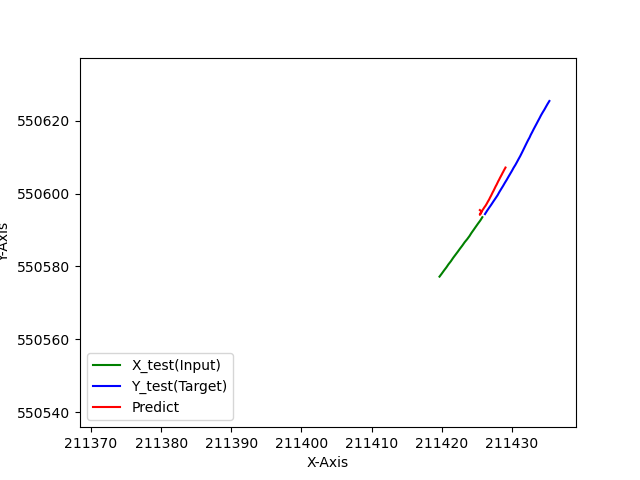 550620
550600
550580
550560
550540
Y-Axis
X_test(Input)
Y_test(Target)
Predict
211370 211380 211390 211400 211410 211420 211430
X-Axis